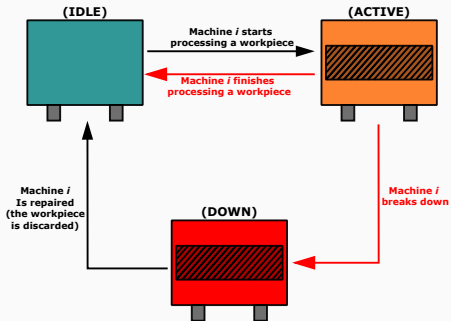 (IDLE)
(ACTIVE)
Machine i starts
processing a workpiece
Machine i finishes
processing a workpiece
Machine i
Is repaired
(the workpiece
is discarded)
Machine i
breaks down
(DOWN)